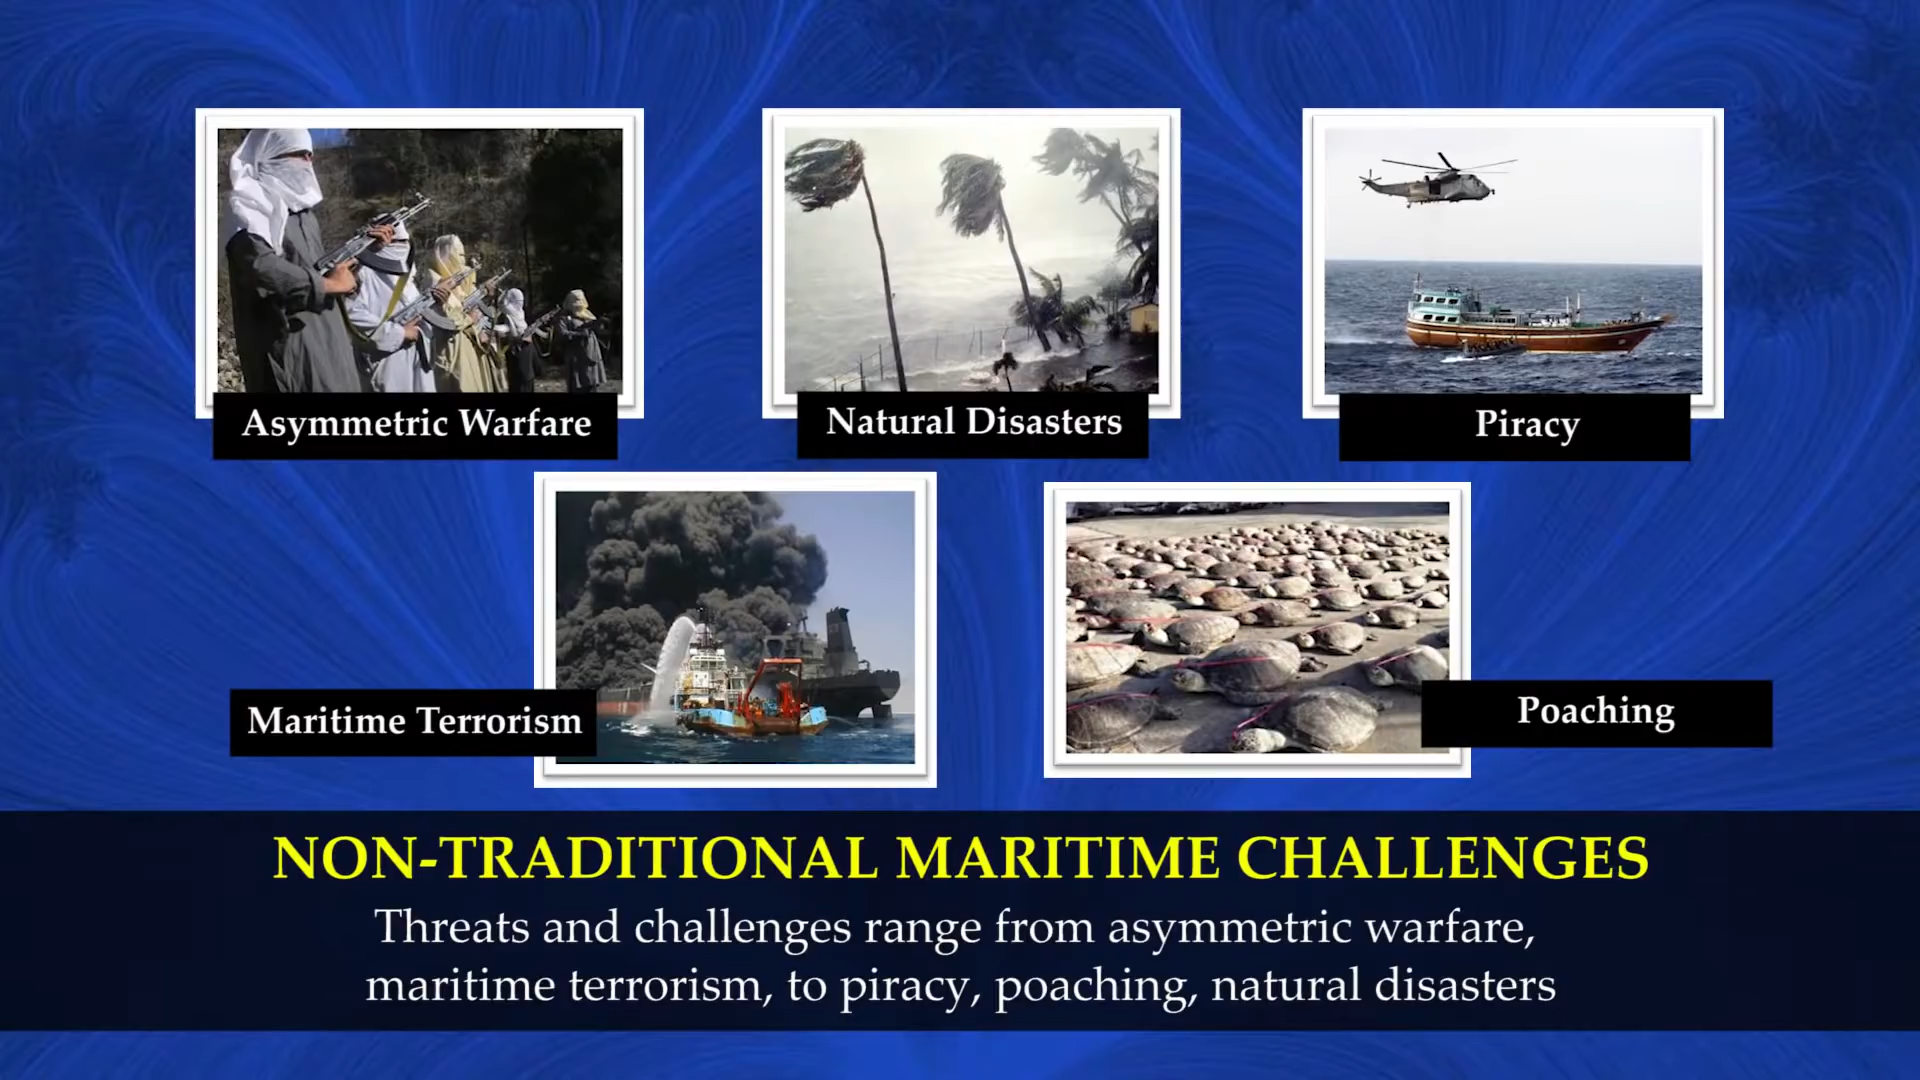 Asymmetric Warfare
Natural Disasters
Piracy
Maritime Terrorism
Poaching
NON-TRADITIONAL MARITIME CHALLENGES
Threats and challenges range from asymmetric warfare,
maritime terrorism, to piracy, poaching, natural disasters